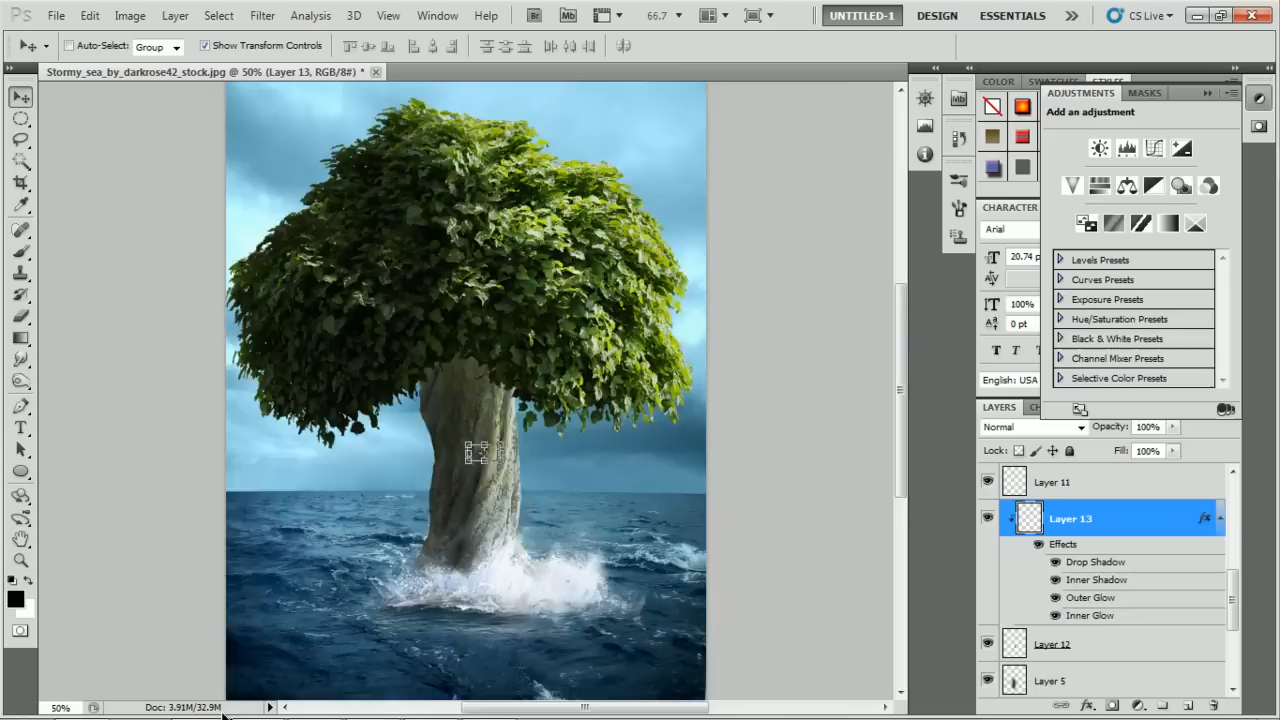 Ps File Edit Image Layer Select Filter Analysis 3D View Window Help Br Mb 66.7 UNTITLED-1 DESIGN ESSENTIALS CS Live
Auto-Select: Group Show Transform Controls
Stormy_sea_by_darkrose42_stock.jpg @ 50% (Layer 13, RGB/8#) *
COLOR SWATCHES STYLES
Mb
ADJUSTMENTS MASKS
Add an adjustment
CHARACTER
Arial
20.74 p
100%
0 pt
T T
English: USA
Levels Presets
Curves Presets
Exposure Presets
Hue/Saturation Presets
Black & White Presets
Channel Mixer Presets
Selective Color Presets
LAYERS
Normal Opacity: 100%
Lock: Fill: 100%
Layer 11
Layer 13 fx
Effects
Drop Shadow
Inner Shadow
Outer Glow
Inner Glow
Layer 12
Layer 5
50% Doc: 3.91M/32.9M